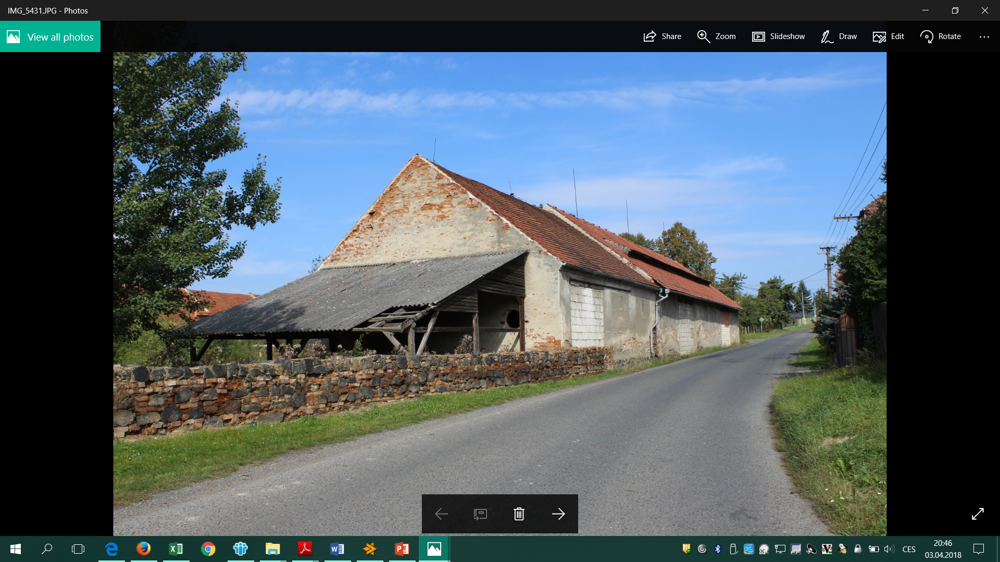 IMG_5431.JPG - Photos
View all photos
Share
Zoom
Slideshow
Draw
Edit
Rotate
CES
20:46
03.04.2018